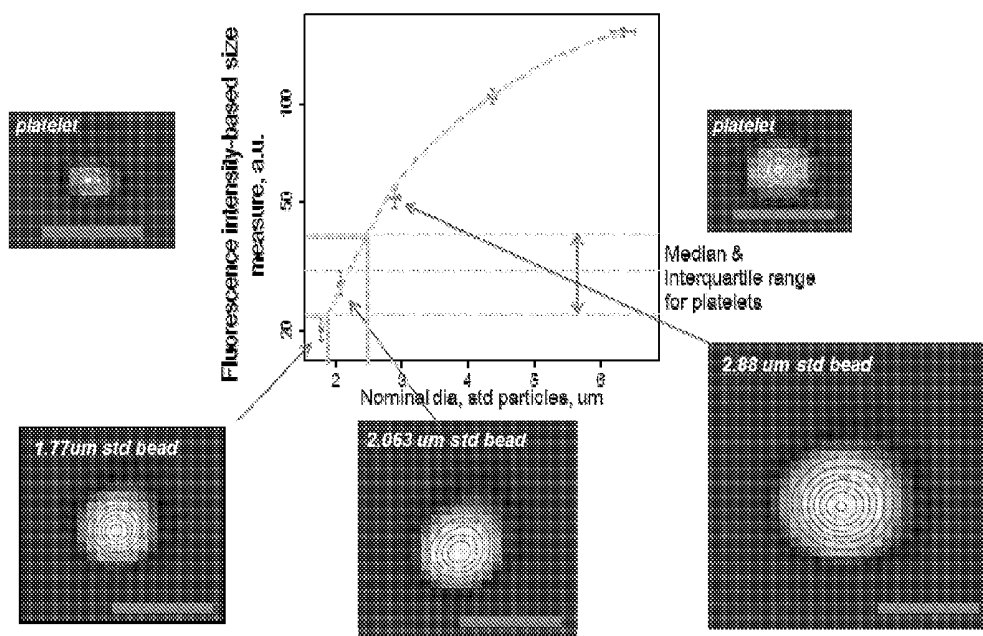 Fluorescence intensity-based size
measure, a.u.
100
50
20
2 3 4 5 6
Nominal dia, std particles, um
platelet
platelet
Median &
Interquartile range
for platelets
1.77um std bead
2.063 um std bead
2.88 um std bead